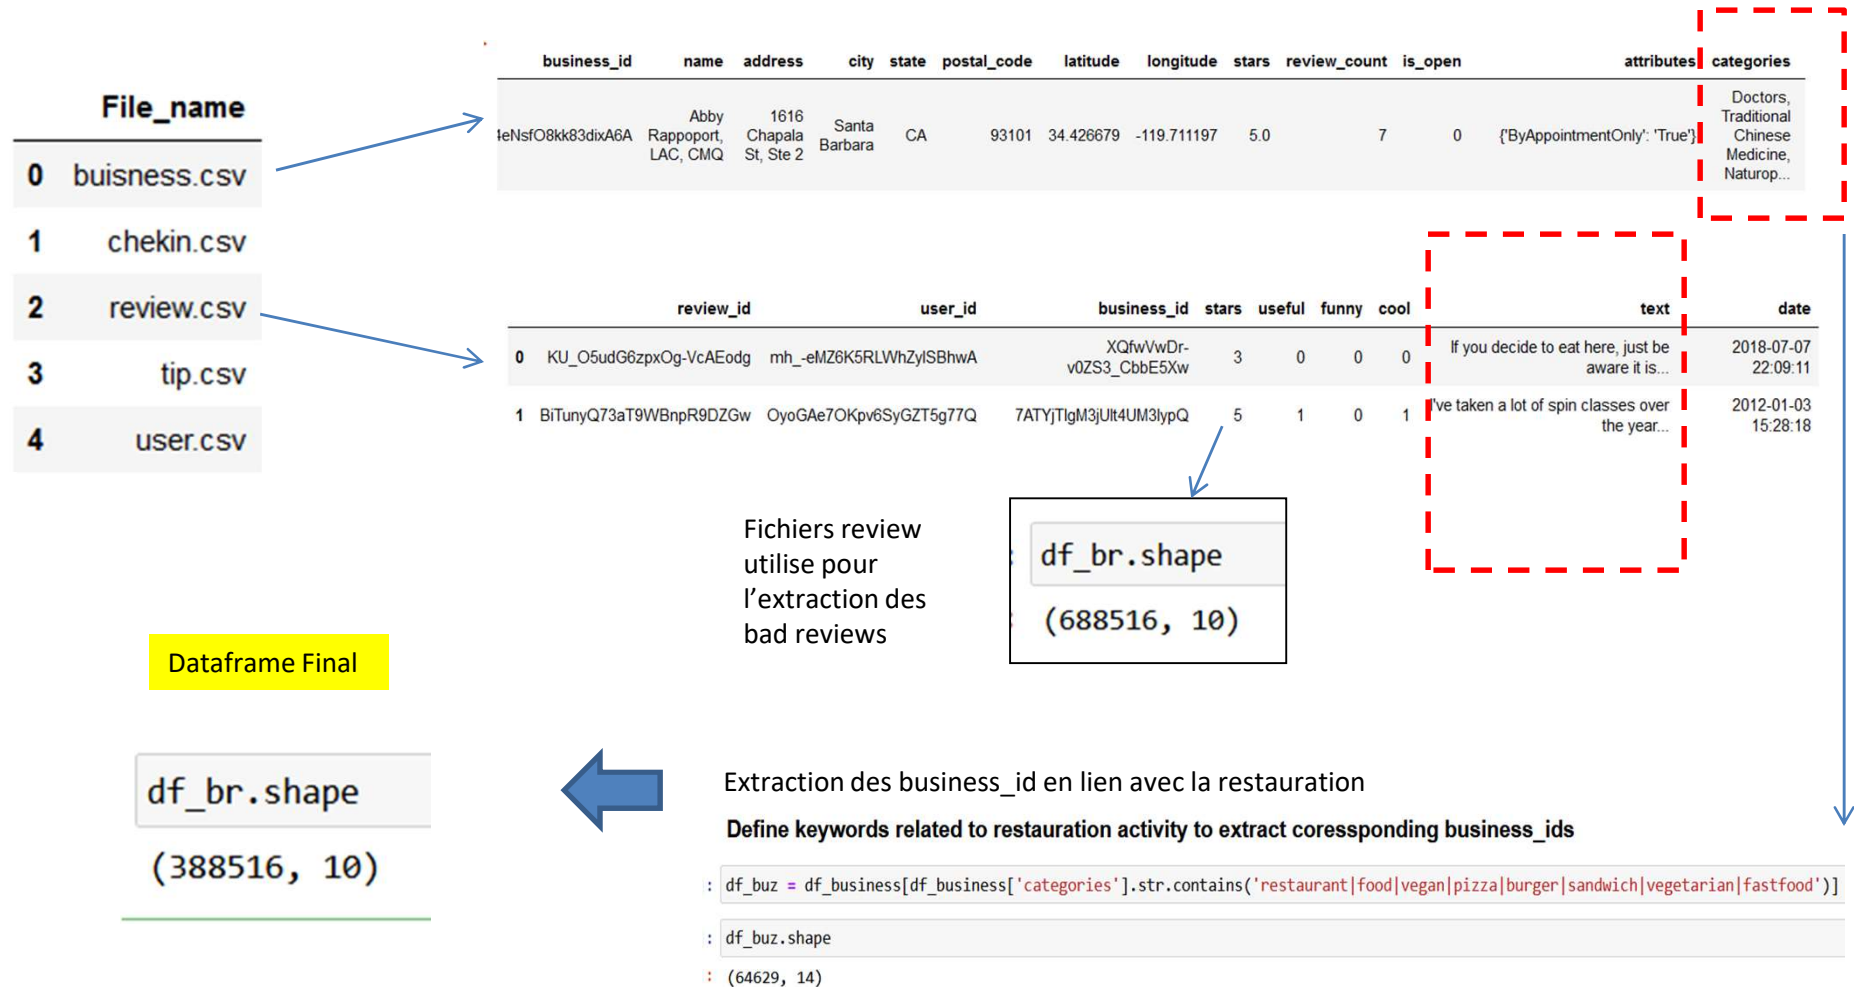 File_name
0 buisness.csv
1 chekin.csv
2 review.csv
3 tip.csv
4 user.csv
business_id name address city state postal_code latitude longitude stars review_count is_open attributes categories
4eNsfO8kk83dixA6A Abby Rappoport, LAC, CMQ 1616 Chapala St, Ste 2 Santa Barbara CA 93101 34.426679 -119.711197 5.0 7 0 {'ByAppointmentOnly': 'True'} Doctors, Traditional Chinese Medicine, Naturop...
review_id user_id business_id stars useful funny cool text date
0 KU_O5udG6zpxOg-VcAEodg mh_-eMZ6K5RLWhZyISBhwA XQfwVwDr-v0ZS3_CbbE5Xw 3 0 0 0 If you decide to eat here, just be aware it is... 2018-07-07 22:09:11
1 BiTunyQ73aT9WBnpR9DZGw OyoGAe7OKpv6SyGZT5g77Q 7ATYjTIgM3jUlt4UM3IypQ 5 1 0 1 I've taken a lot of spin classes over the year... 2012-01-03 15:28:18
Fichiers review
utilise pour
l'extraction des
bad reviews
: df_br.shape
: (688516, 10)
Dataframe Final
df_br.shape
(388516, 10)
Extraction des business_id en lien avec la restauration
Define keywords related to restauration activity to extract coressponding business_ids
: df_buz = df_business[df_business['categories'].str.contains('restaurant|food|vegan|pizza|burger|sandwich|vegetarian|fastfood')]
: df_buz.shape
: (64629, 14)